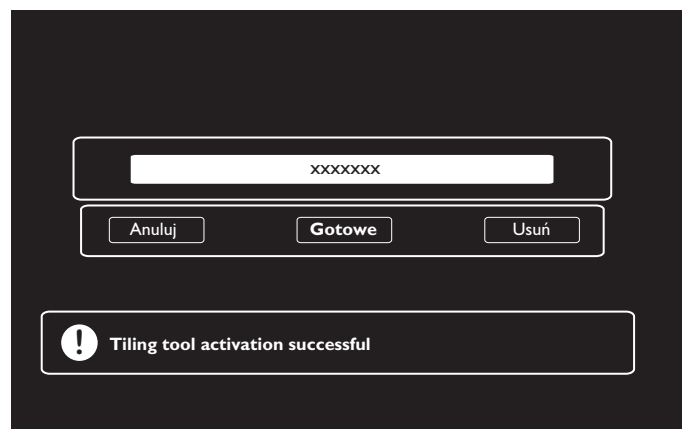 xxxxxxx
Anuluj Gotowe Usuń
! Tiling tool activation successful